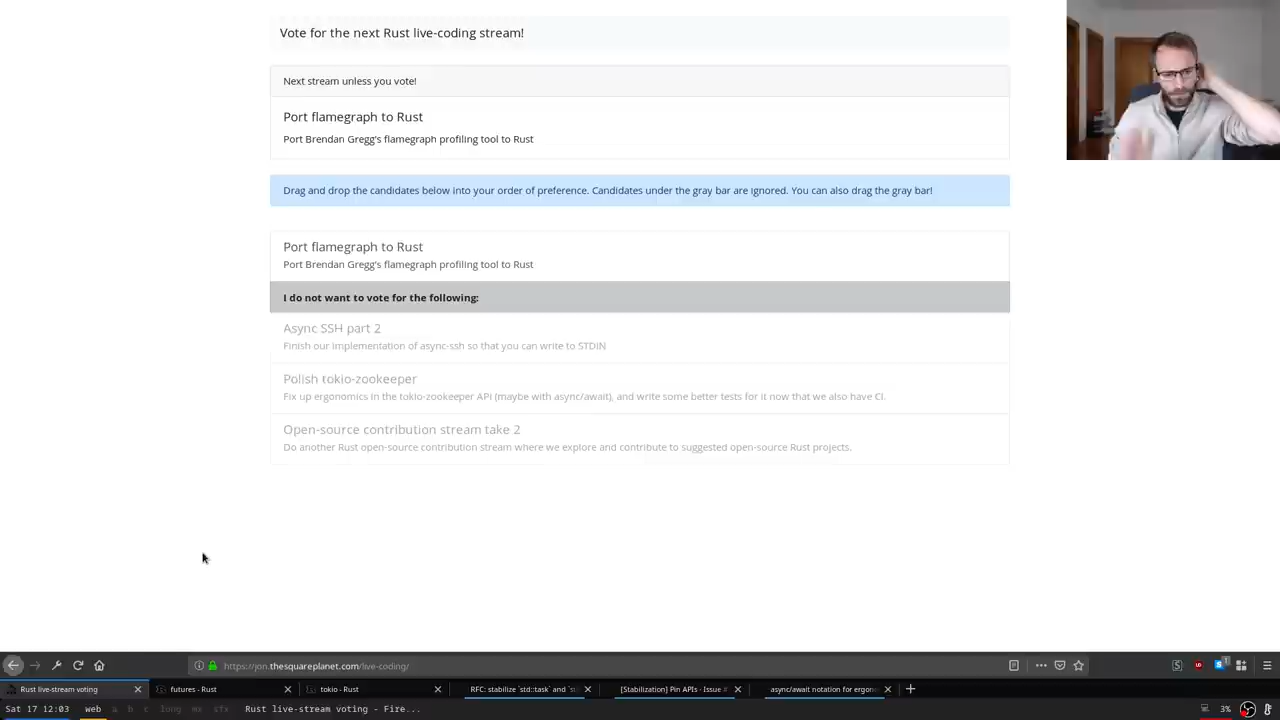 Vote for the next Rust live-coding stream!
Next stream unless you vote!
Port flamegraph to Rust
Port Brendan Gregg's flamegraph profiling tool to Rust
Drag and drop the candidates below into your order of preference. Candidates under the gray bar are ignored. You can also drag the gray bar!
Port flamegraph to Rust
Port Brendan Gregg's flamegraph profiling tool to Rust
I do not want to vote for the following:
Async SSH part 2
Finish our implementation of async-ssh so that you can write to STDIN
Polish tokio-zookeeper
Fix up ergonomics in the tokio-zookeeper API (maybe with async/await), and write some better tests for it now that we also have CI.
Open-source contribution stream take 2
Do another Rust open-source contribution stream where we explore and contribute to suggested open-source Rust projects.
https://jon.thesquareplanet.com/live-coding/
Rust live-stream voting futures - Rust tokio - Rust RFC: stabilize `std::task` and `st [Stabilization] Pin APIs · Issue # async/await notation for ergon
Sat 17 12:03 web a b c long mx sfx Rust live-stream voting - Fire... 3%